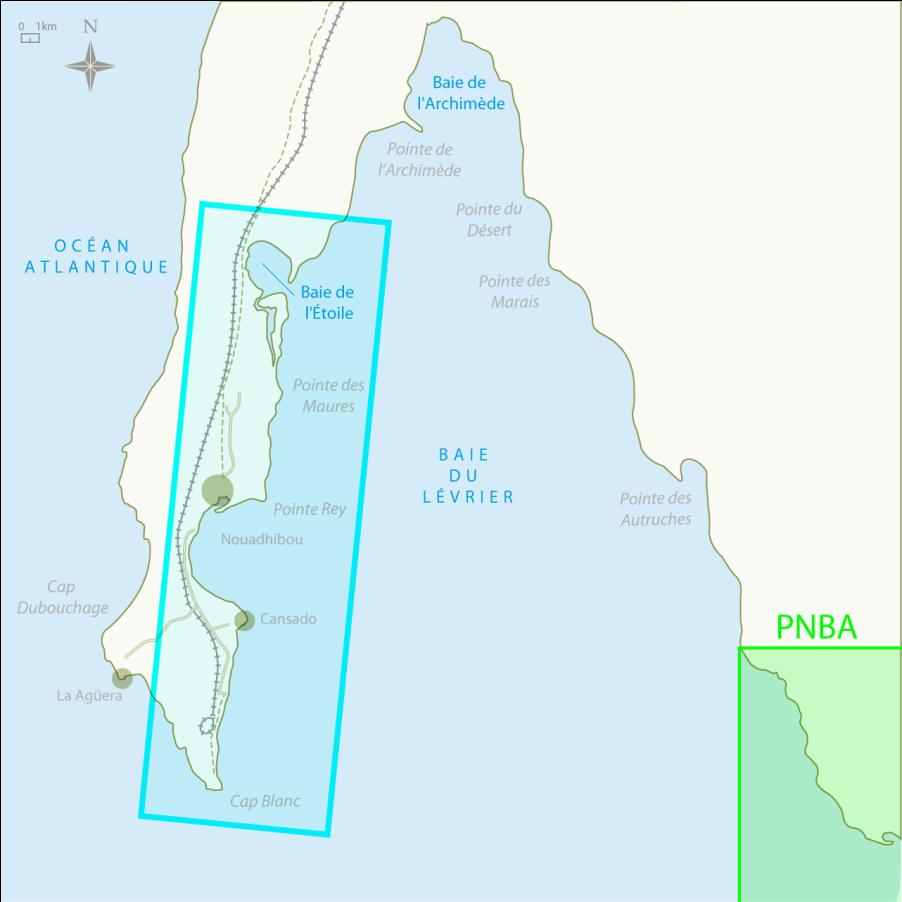 0 1km
N
Baie de
l'Archimède
Pointe de
l'Archimède
Pointe du
Désert
OCÉAN
ATLANTIQUE
Pointe des
Marais
Baie de
l'Étoile
Pointe des
Maures
BAIE
DU
LÉVRIER
Pointe des
Autruches
Pointe Rey
Nouadhibou
Cap
Dubouchage
Cansado
PNBA
La Agüera
Cap Blanc